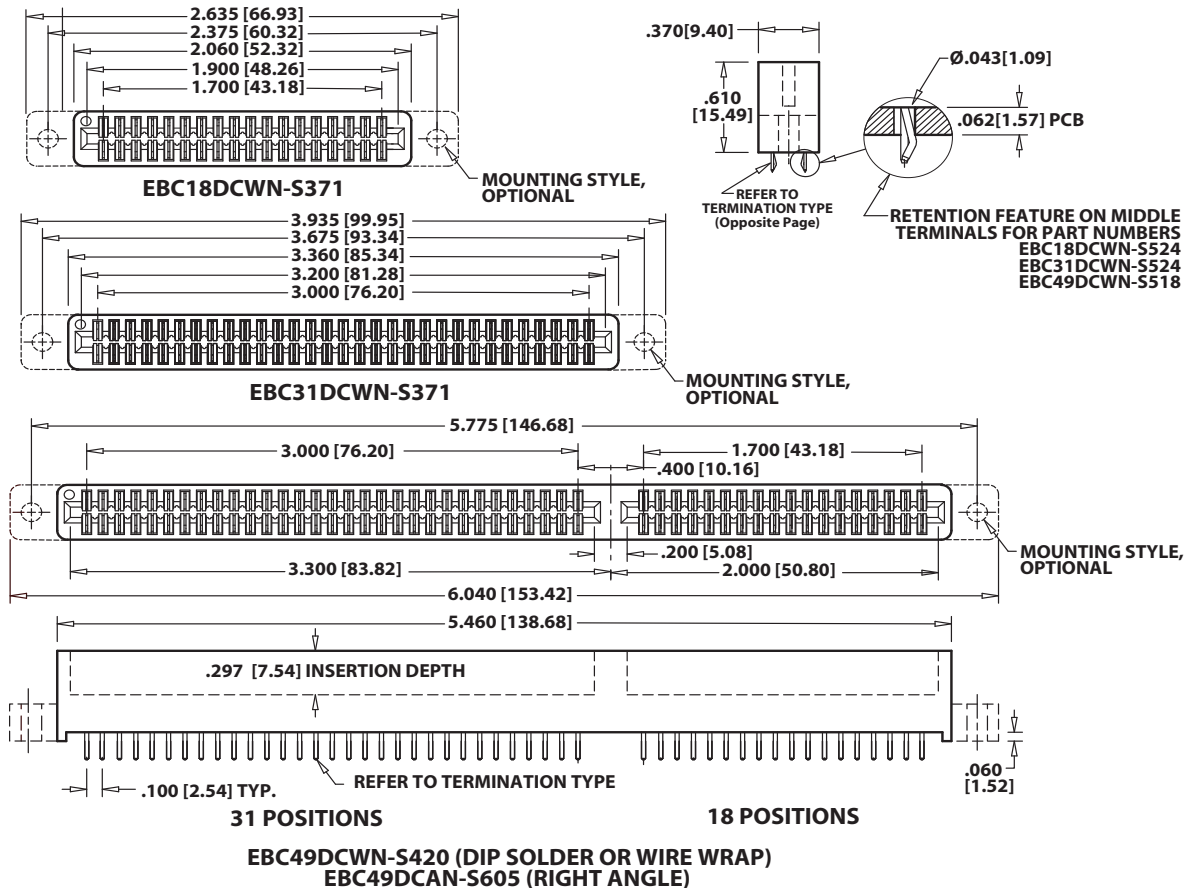 2.635 [66.93]
2.375 [60.32]
2.060 [52.32]
1.900 [48.26]
1.700 [43.18]
EBC18DCWN-S371
MOUNTING STYLE,
OPTIONAL
.370[9.40]
.610
[15.49]
Ø.043[1.09]
.062[1.57] PCB
REFER TO
TERMINATION TYPE
(Opposite Page)
RETENTION FEATURE ON MIDDLE
TERMINALS FOR PART NUMBERS
EBC18DCWN-S524
EBC31DCWN-S524
EBC49DCWN-S518
3.935 [99.95]
3.675 [93.34]
3.360 [85.34]
3.200 [81.28]
3.000 [76.20]
EBC31DCWN-S371
MOUNTING STYLE,
OPTIONAL
5.775 [146.68]
3.000 [76.20]
1.700 [43.18]
.400 [10.16]
.200 [5.08]
3.300 [83.82]
2.000 [50.80]
MOUNTING STYLE,
OPTIONAL
6.040 [153.42]
5.460 [138.68]
.297 [7.54] INSERTION DEPTH
.100 [2.54] TYP.
REFER TO TERMINATION TYPE
.060
[1.52]
31 POSITIONS
18 POSITIONS
EBC49DCWN-S420 (DIP SOLDER OR WIRE WRAP)
EBC49DCAN-S605 (RIGHT ANGLE)